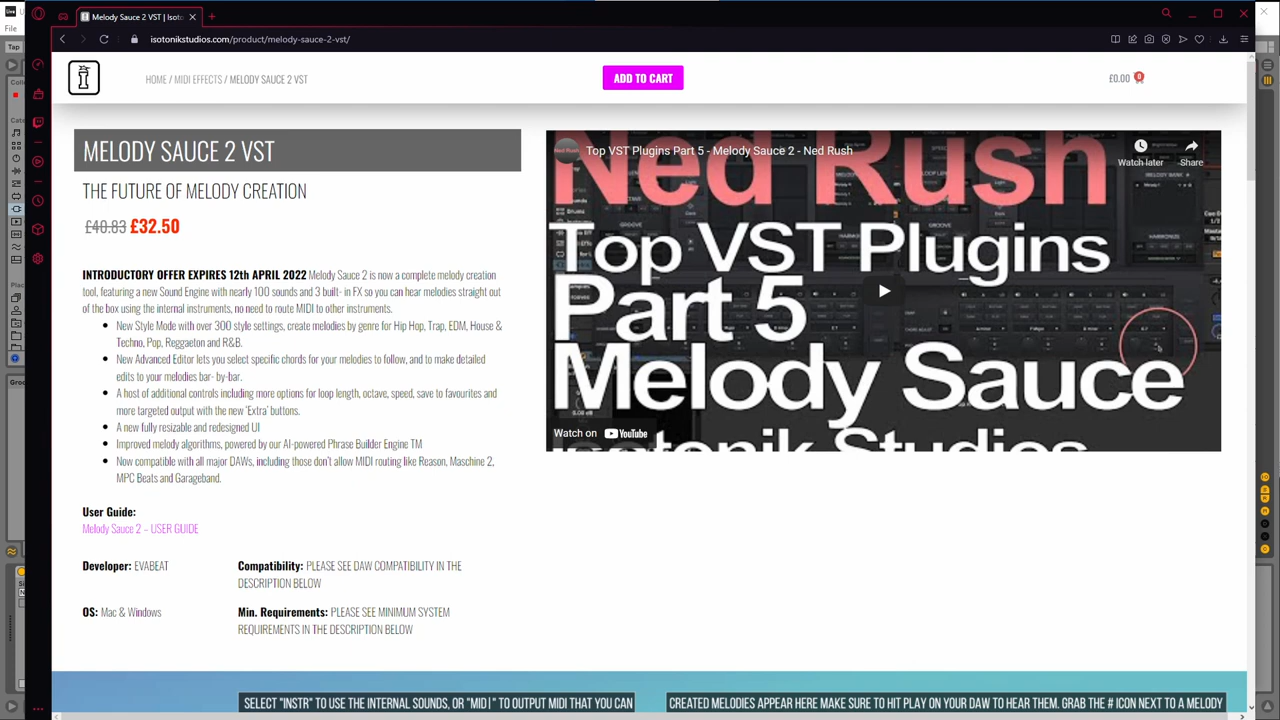 Live
File
Tap
Melody Sauce 2 VST | Isoto
isotonikstudios.com/product/melody-sauce-2-vst/
HOME / MIDI EFFECTS / MELODY SAUCE 2 VST
ADD TO CART
£0.00 0
MELODY SAUCE 2 VST
THE FUTURE OF MELODY CREATION
£40.83 £32.50
INTRODUCTORY OFFER EXPIRES 12th APRIL 2022 Melody Sauce 2 is now a complete melody creation
tool, featuring a new Sound Engine with nearly 100 sounds and 3 built- in FX so you can hear melodies straight out
of the box using the internal instruments, no need to route MIDI to other instruments.
New Style Mode with over 300 style settings, create melodies by genre for Hip Hop, Trap, EDM, House &
Techno, Pop, Reggaeton and R&B.
New Advanced Editor lets you select specific chords for your melodies to follow, and to make detailed
edits to your melodies bar- by-bar.
A host of additional controls including more options for loop length, octave, speed, save to favourites and
more targeted output with the new 'Extra' buttons.
A new fully resizable and redesigned UI
Improved melody algorithms, powered by our AI-powered Phrase Builder Engine TM
Now compatible with all major DAWs, including those don't allow MIDI routing like Reason, Maschine 2,
MPC Beats and Garageband.
User Guide:
Melody Sauce 2 – USER GUIDE
Developer: EVABEAT
Compatibility: PLEASE SEE DAW COMPATIBILITY IN THE
DESCRIPTION BELOW
OS: Mac & Windows
Min. Requirements: PLEASE SEE MINIMUM SYSTEM
REQUIREMENTS IN THE DESCRIPTION BELOW
Top VST Plugins Part 5 - Melody Sauce 2 - Ned Rush
Watch later
Share
Ned Rush
Top VST Plugins
Part 5
Melody Sauce
Isotonik Studios
Watch on YouTube
SELECT "INSTR" TO USE THE INTERNAL SOUNDS, OR "MIDI" TO OUTPUT MIDI THAT YOU CAN
CREATED MELODIES APPEAR HERE MAKE SURE TO HIT PLAY ON YOUR DAW TO HEAR THEM. GRAB THE # ICON NEXT TO A MELODY